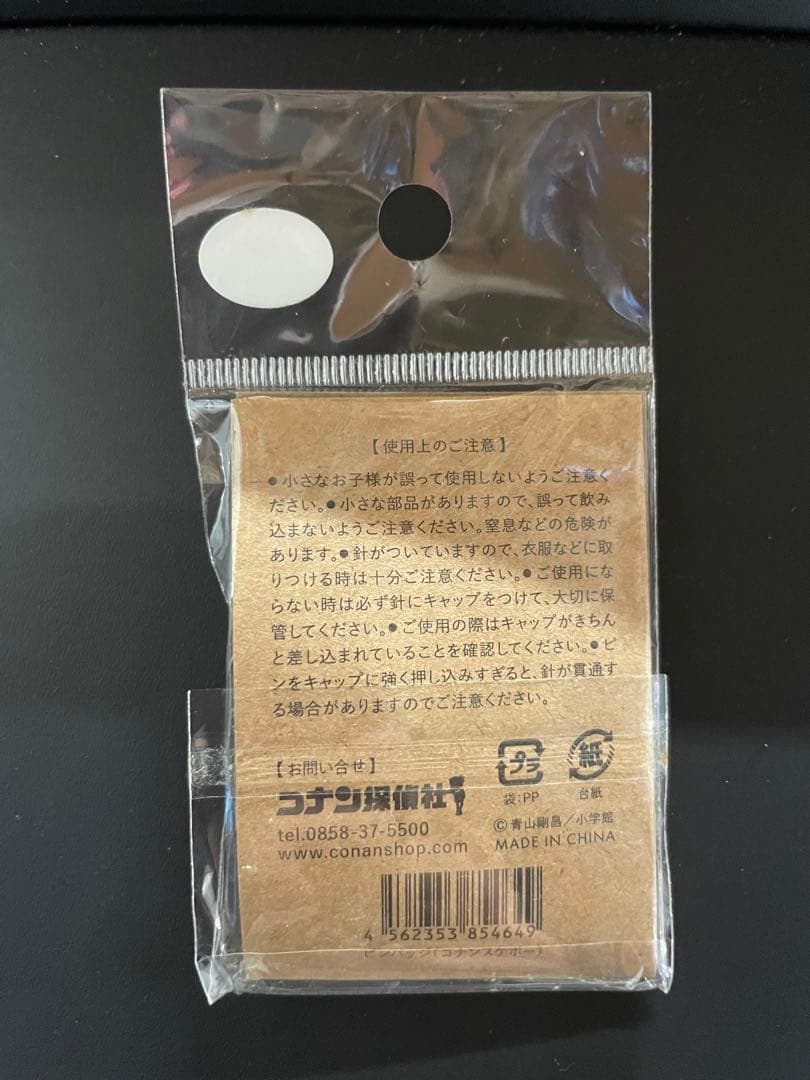 【使用上のご注意】
●小さなお子様が誤って使用しないようご注意く
ださい。●小さな部品がありますので、誤って飲み
込まないようご注意ください。窒息などの危険が
あります。●針がついていますので、衣服などに取
りつける時は十分ご注意ください。●ご使用にな
らない時は必ず針にキャップをつけて、大切に保
管してください。●ご使用の際はキャップがきちん
と差し込まれていることを確認してください。●ピ
ンをキャップに強く押し込みすぎると、針が貫通す
る場合がありますのでご注意ください。
【お問い合せ】
コナン探偵社
tel.0858-37-5500
www.conanshop.com
プラ
袋:PP
紙
台紙
©青山剛昌／小学館
MADE IN CHINA
4 562353 854649
ピンバッジ(コナンスケボー)